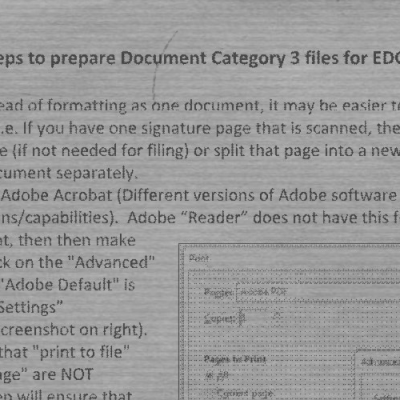 eps to prepare Document Category 3 files for EDO
ead of formatting as one document, it may be easier t
.e. If you have one signature page that is scanned, the
e (if not needed for filing) or split that page into a new
cument separately.
Adobe Acrobat (Different versions of Adobe software
ns/capabilities). Adobe “Reader” does not have this f
nt, then then make
ck on the "Advanced"
"Adobe Default" is
Settings”
creenshot on right).
that "print to file"
age" are NOT
en will ensure that
Print
Printer: Adobe PDF
Copies:
Pages to Print
All
Current page
Advanced